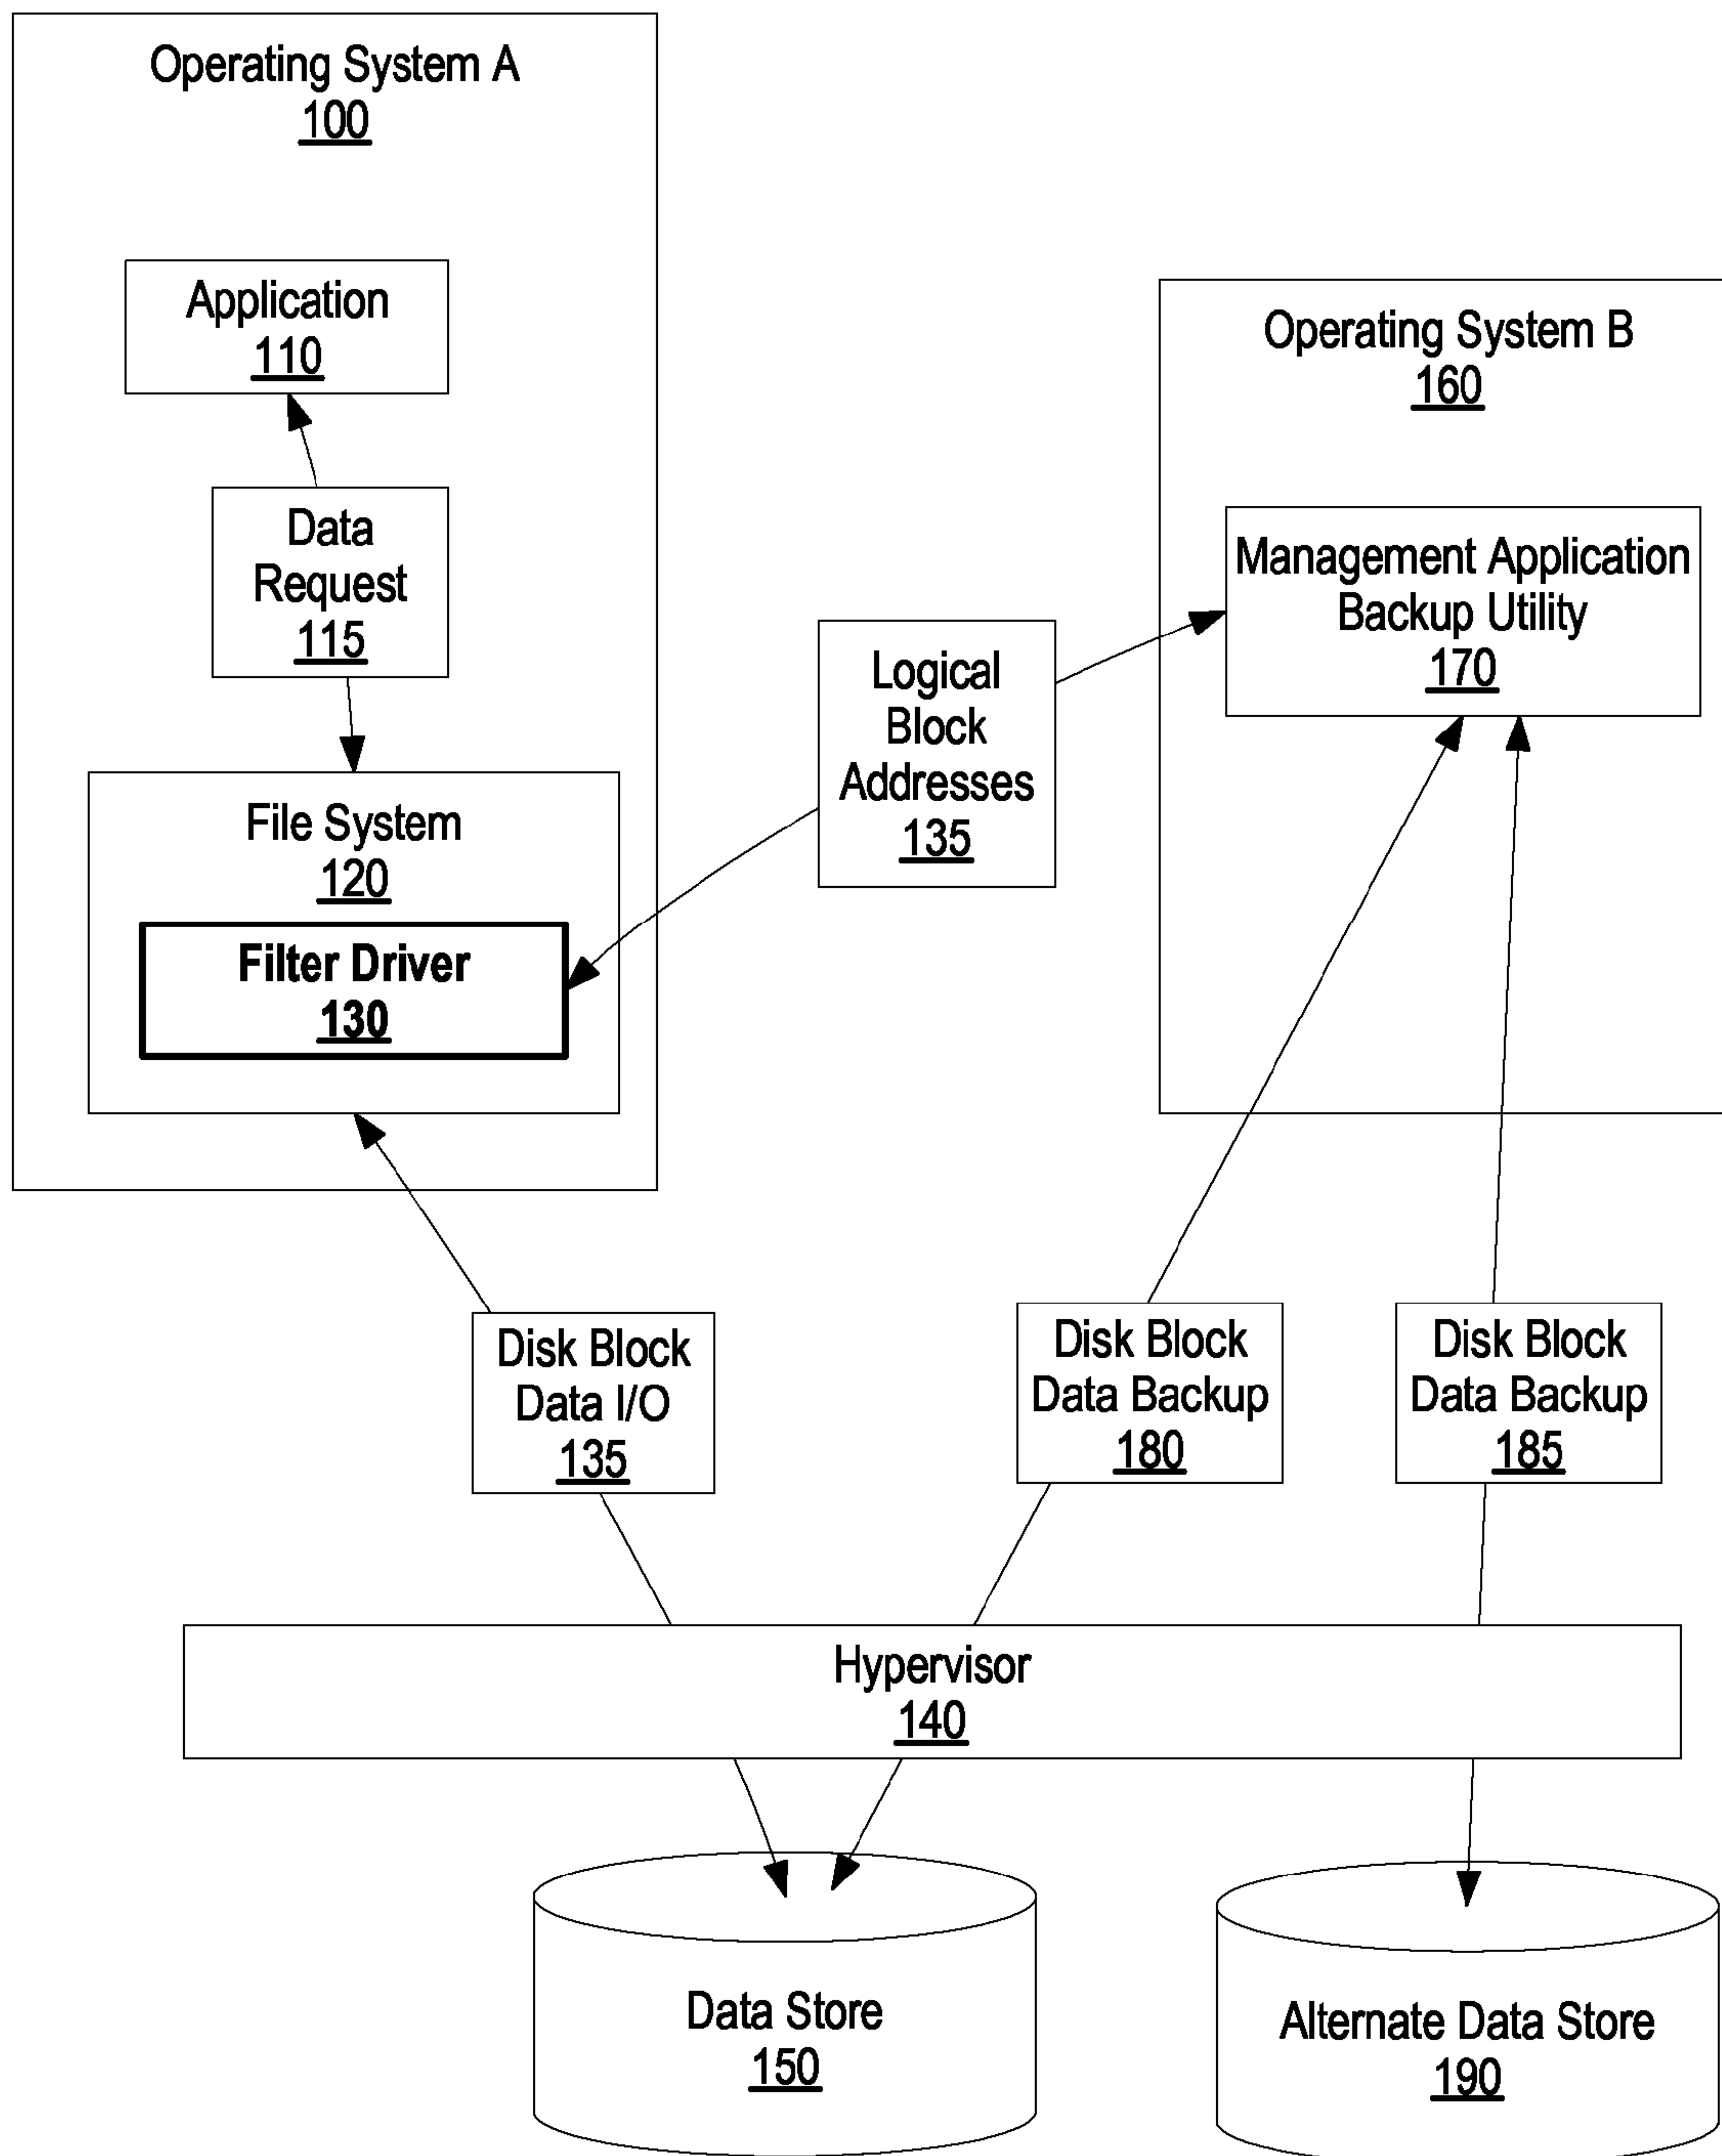 Operating System A
100
Application
110
Data
Request
115
File System
120
Filter Driver
130
Logical
Block
Addresses
135
Operating System B
160
Management Application
Backup Utility
170
Disk Block
Data I/O
135
Disk Block
Data Backup
180
Disk Block
Data Backup
185
Hypervisor
140
Data Store
150
Alternate Data Store
190